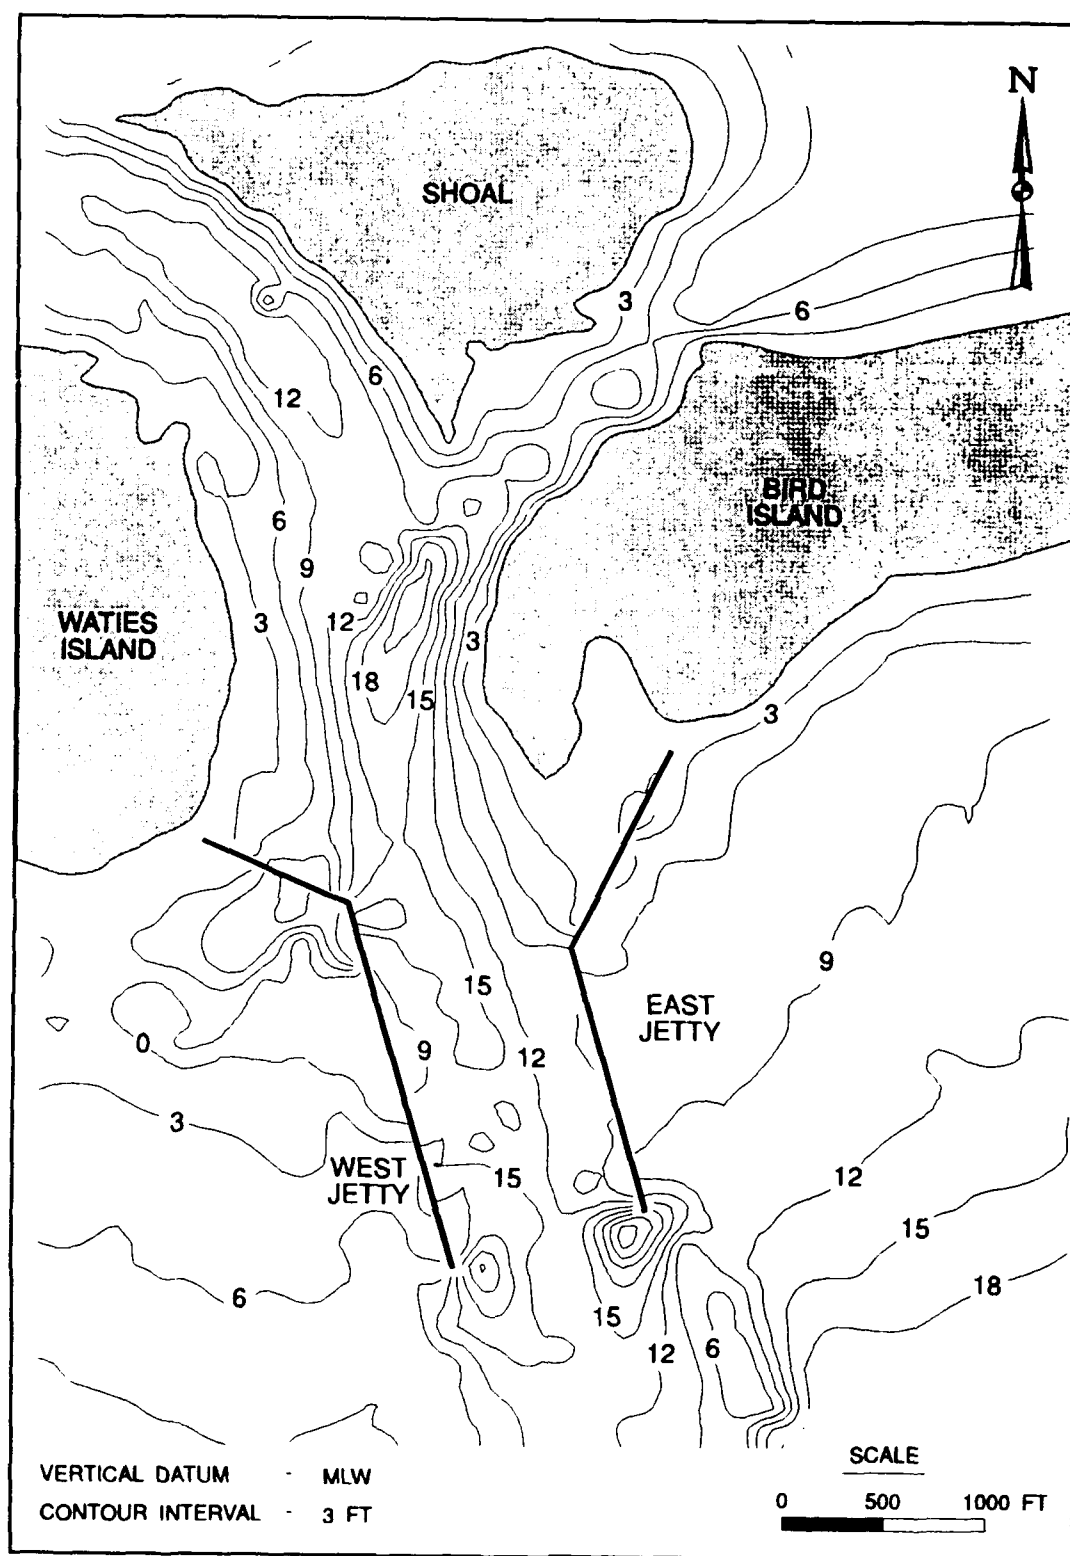 N
SHOAL
3
6
6
12
BIRD
ISLAND
6
9
WATIES
ISLAND
3
12
3
18
15
3
9
15
EAST
JETTY
0
9
12
3
WEST
JETTY
15
12
15
6
18
15
12
6
SCALE
VERTICAL DATUM - MLW
CONTOUR INTERVAL - 3 FT
0 500 1000 FT